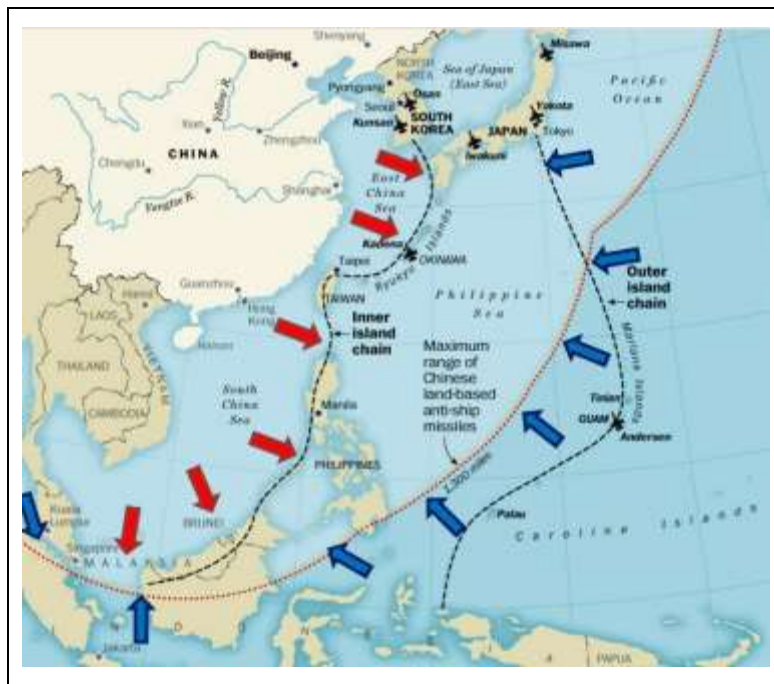 Shenyang
Misawa
Beijing
NORTH
KOREA
Sea of Japan
(East Sea)
Pacific
Ocean
Pyongyang
Osan
Seoul
Yellow R.
Yokota
Kunsan
SOUTH
KOREA
JAPAN
Tokyo
Xian
Zhengzhou
Iwakuni
CHINA
Chengdu
East
China
Sea
Shanghai
Yangtze R.
Kadena
OKINAWA
Ryukyu Islands
Taipei
Outer
island
chain
Guangzhou
Philippine
Sea
Hanoi
TAIWAN
Hong
Kong
Inner
island
chain
LAOS
Hainan
Mariana Islands
Maximum
range of
Chinese
land-based
anti-ship
missiles
THAILAND
VIETNAM
South
China
Sea
Tinian
CAMBODIA
Manila
GUAM
Andersen
PHILIPPINES
1,300 miles
Kuala
Lumpur
BRUNEI
Palau
Caroline Islands
Singapore
MALAYSIA
Jakarta
PAPUA